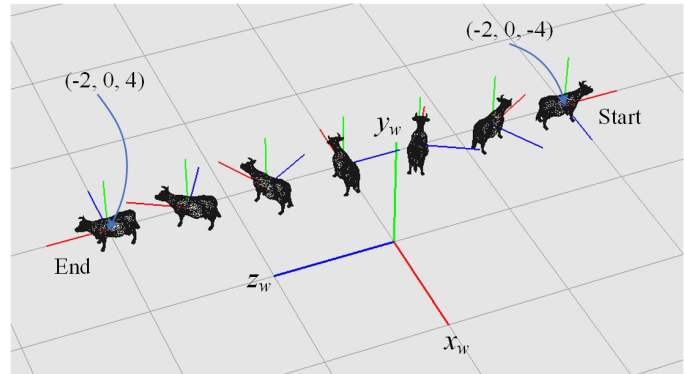 (-2, 0, -4)
(-2, 0, 4)
Start
y_w
End
z_w
x_w